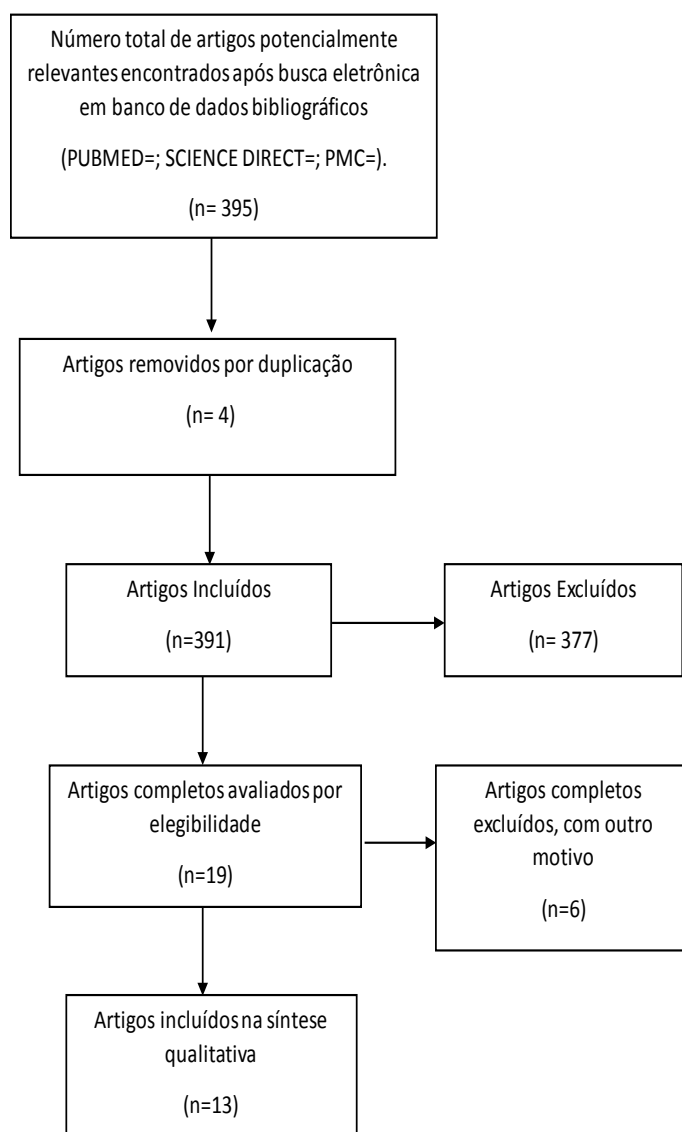 Número total de artigos potencialmente
relevantes encontrados após busca eletrônica
em banco de dados bibliográficos
(PUBMED=; SCIENCE DIRECT=; PMC=).
(n= 395)
Artigos removidos por duplicação
(n= 4)
Artigos Incluídos
(n=391)
Artigos Excluídos
(n= 377)
Artigos completos avaliados por
elegibilidade
(n=19)
Artigos completos
excluídos, com outro
motivo
(n=6)
Artigos incluídos na síntese
qualitativa
(n=13)